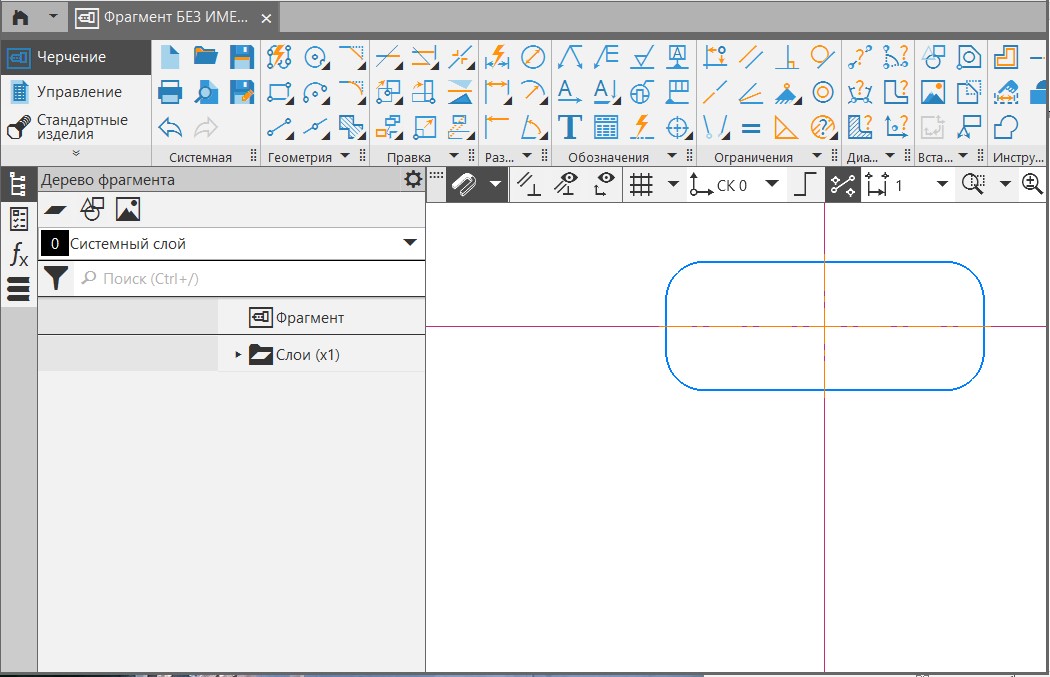 Фрагмент БЕЗ ИМЕ...
Черчение
Управление
Стандартные
изделия
Системная
Геометрия
Правка
Раз...
Обозначения
Ограничения
Диа...
Вста...
Инстру...
Дерево фрагмента
СК 0
1
0 Системный слой
Поиск (Ctrl+/)
Фрагмент
Слои (x1)